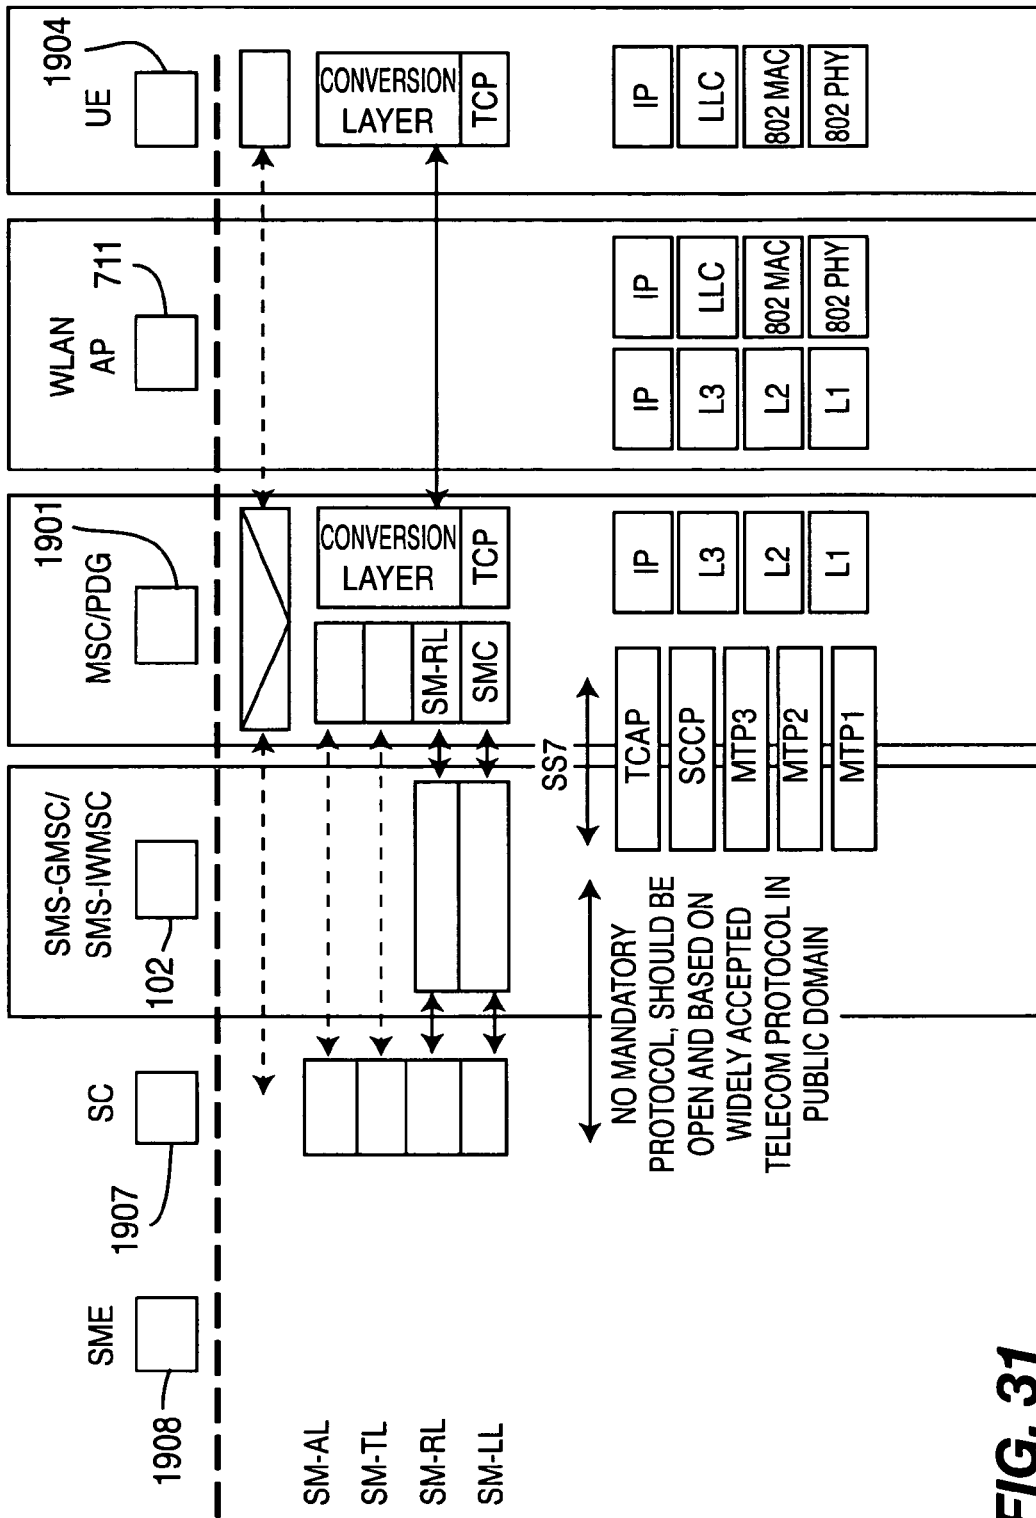 SME
1908
SC
1907
SMS-GMSC/
SMS-IWMSC
102
MSC/PDG
1901
WLAN
AP
711
UE
1904
SM-AL
SM-TL
SM-RL
SM-LL
SM-RL
SMC
CONVERSION
LAYER
TCP
CONVERSION
LAYER
TCP
NO MANDATORY
PROTOCOL, SHOULD BE
OPEN AND BASED ON
WIDELY ACCEPTED
TELECOM PROTOCOL IN
PUBLIC DOMAIN
SS7
TCAP
SCCP
MTP3
MTP2
MTP1
IP
L3
L2
L1
IP
L3
L2
L1
IP
LLC
802 MAC
802 PHY
IP
LLC
802 MAC
802 PHY
FIG. 31